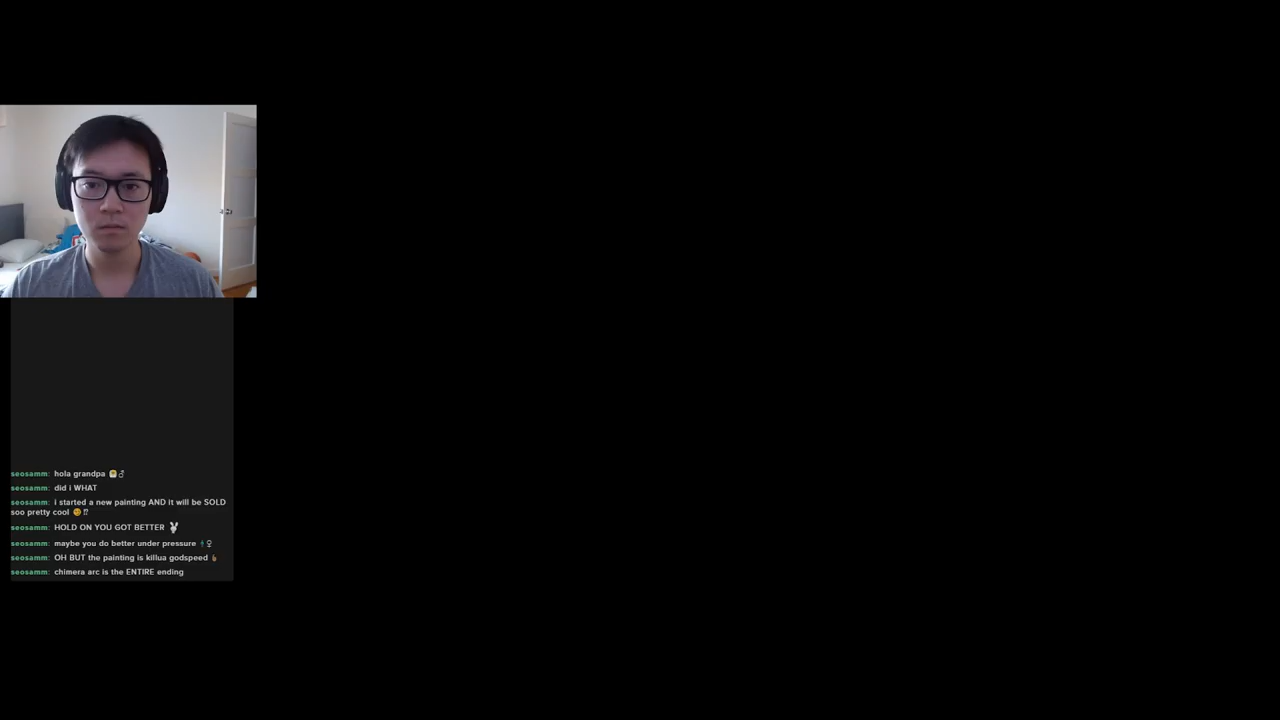 seosamm: hola grandpa
seosamm: did i WHAT
seosamm: i started a new painting AND it will be SOLD
soo pretty cool 🥲⁉
seosamm: HOLD ON YOU GOT BETTER
seosamm: maybe you do better under pressure
seosamm: OH BUT the painting is killua godspeed
seosamm: chimera arc is the ENTIRE ending